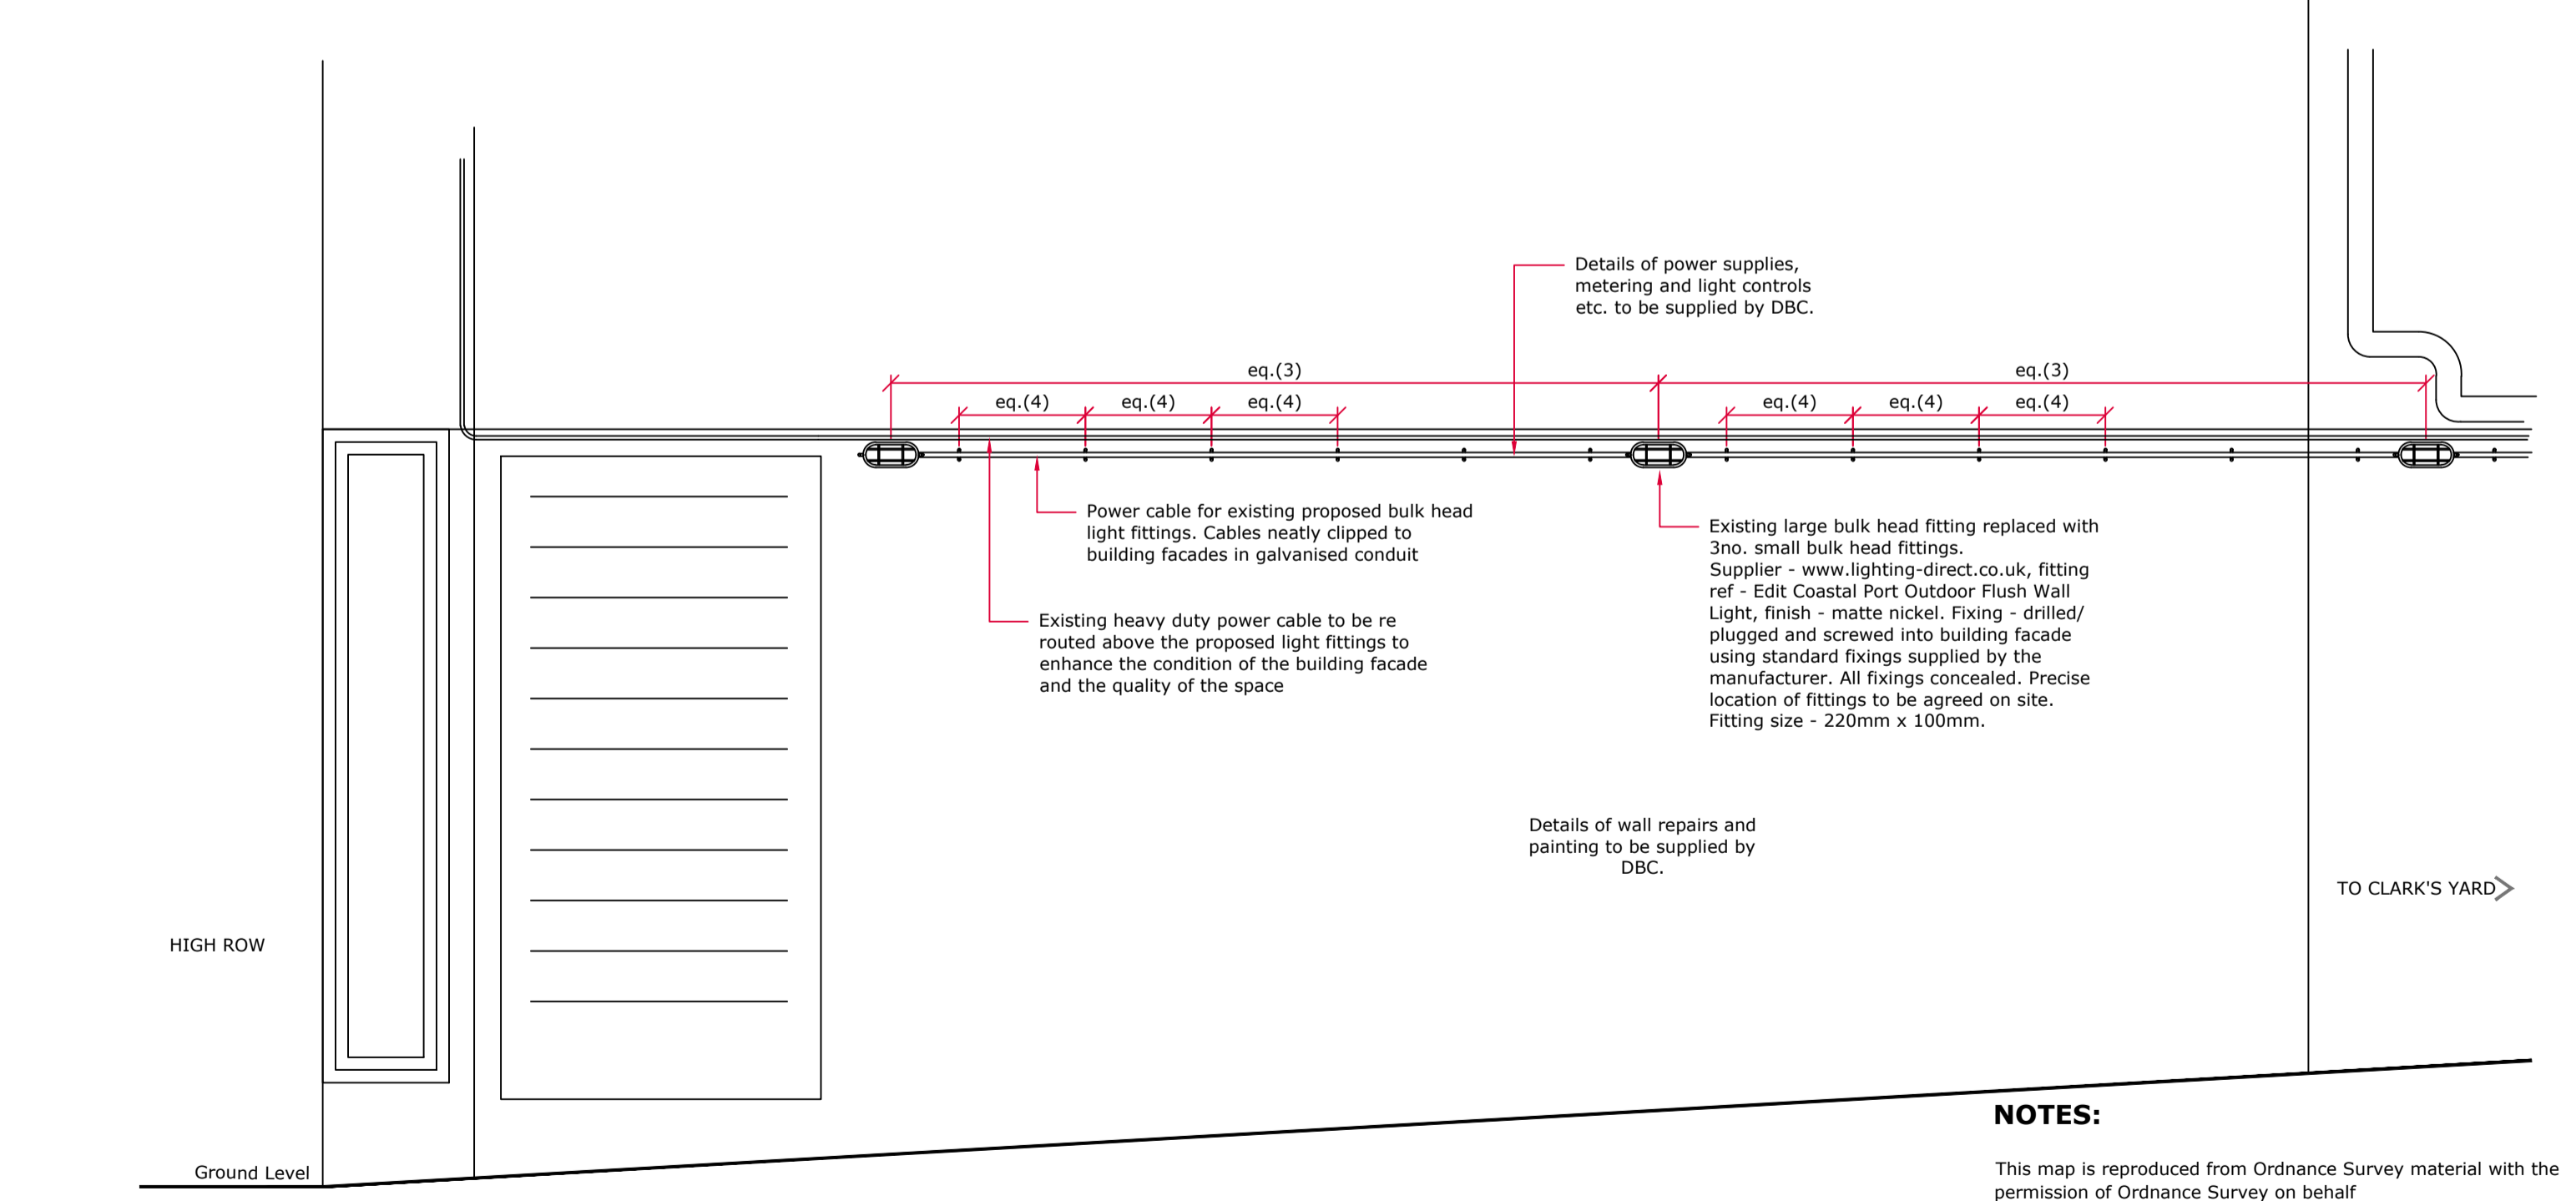 Details of power supplies,
metering and light controls
etc. to be supplied by DBC.
eq.(3)
eq.(3)
eq.(4)
eq.(4)
eq.(4)
eq.(4)
eq.(4)
eq.(4)
Power cable for existing proposed bulk head
light fittings. Cables neatly clipped to
building facades in galvanised conduit
Existing large bulk head fitting replaced with
3no. small bulk head fittings.
Supplier - www.lighting-direct.co.uk, fitting
ref - Edit Coastal Port Outdoor Flush Wall
Light, finish - matte nickel. Fixing - drilled/
plugged and screwed into building facade
using standard fixings supplied by the
manufacturer. All fixings concealed. Precise
location of fittings to be agreed on site.
Fitting size - 220mm x 100mm.
Existing heavy duty power cable to be re
routed above the proposed light fittings to
enhance the condition of the building facade
and the quality of the space
Details of wall repairs and
painting to be supplied by
DBC.
TO CLARK'S YARD
HIGH ROW
Ground Level
NOTES:
This map is reproduced from Ordnance Survey material with the
permission of Ordnance Survey on behalf